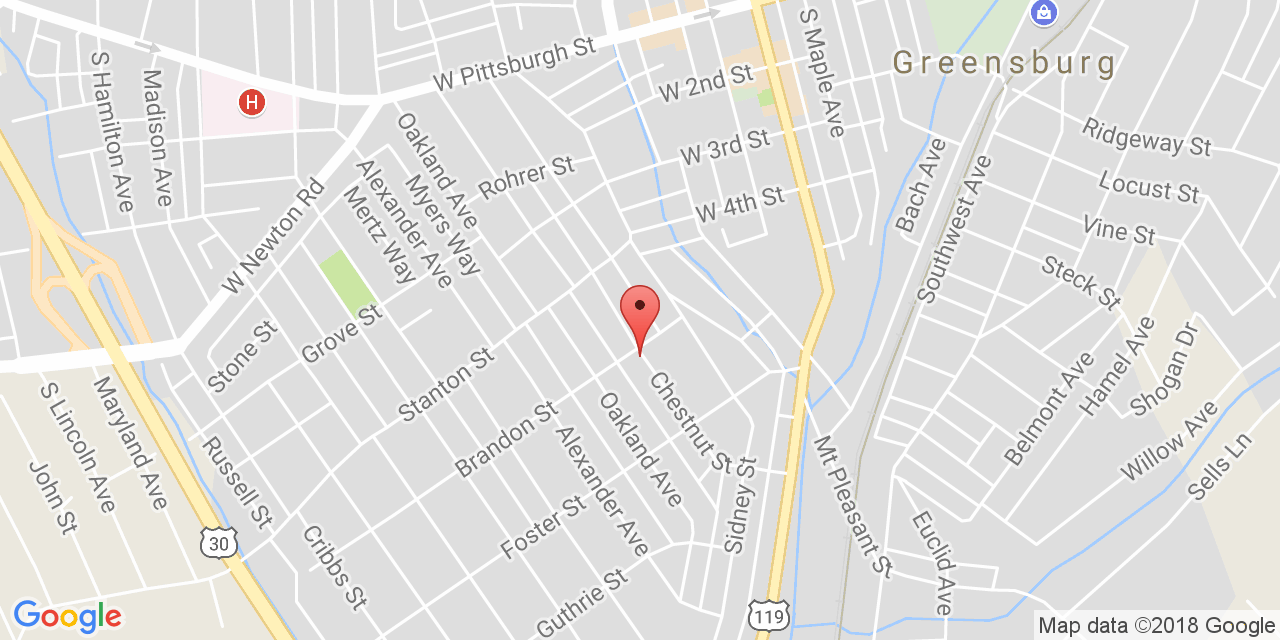 W Pittsburgh St
S Maple Ave
Greensburg
W 2nd St
S Hamilton Ave
Madison Ave
H
W 3rd St
Ridgeway St
Oakland Ave
Rohrer St
Bach Ave
Locust St
Alexander Ave
Myers Way
Mertz Way
W 4th St
Southwest Ave
Vine St
W Newton Rd
Steck St
Grove St
Stone St
Hamel Ave
Shogan Dr
Stanton St
Belmont Ave
S Lincoln Ave
Maryland Ave
Chestnut St
Oakland Ave
Brandon St
Willow Ave
Sells Ln
Russell St
John St
Alexander Ave
Sidney St
Mt Pleasant St
30
Foster St
Cribbs St
Euclid Ave
Guthrie St
119
Google
Map data ©2018 Google